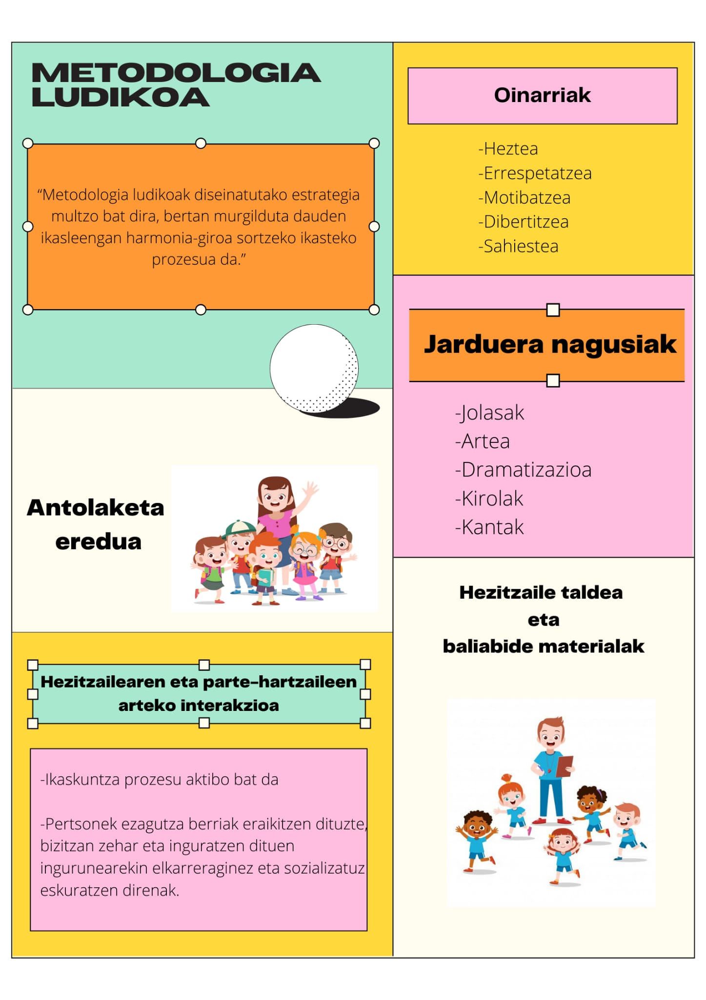 METODOLOGIA
LUDIKOA
“Metodologia ludikoak diseinatutako estrategia
multzo bat dira, bertan murgilduta dauden
ikasleengan harmonia-giroa sortzeko ikasteko
prozesua da.”
Antolaketa
eredua
Hezitzailearen eta parte-hartzaileen
arteko interakzioa
-Ikaskuntza prozesu aktibo bat da
-Pertsonek ezagutza berriak eraikitzen dituzte,
bizitzan zehar eta inguratzen dituen
ingurunearekin elkarreraginez eta sozializatuz
eskuratzen direnak.
Oinarriak
-Heztea
-Errespetatzea
-Motibatzea
-Dibertitzea
-Sahiestea
Jarduera nagusiak
-Jolasak
-Artea
-Dramatizazioa
-Kirolak
-Kantak
Hezitzaile taldea
eta
baliabide materialak